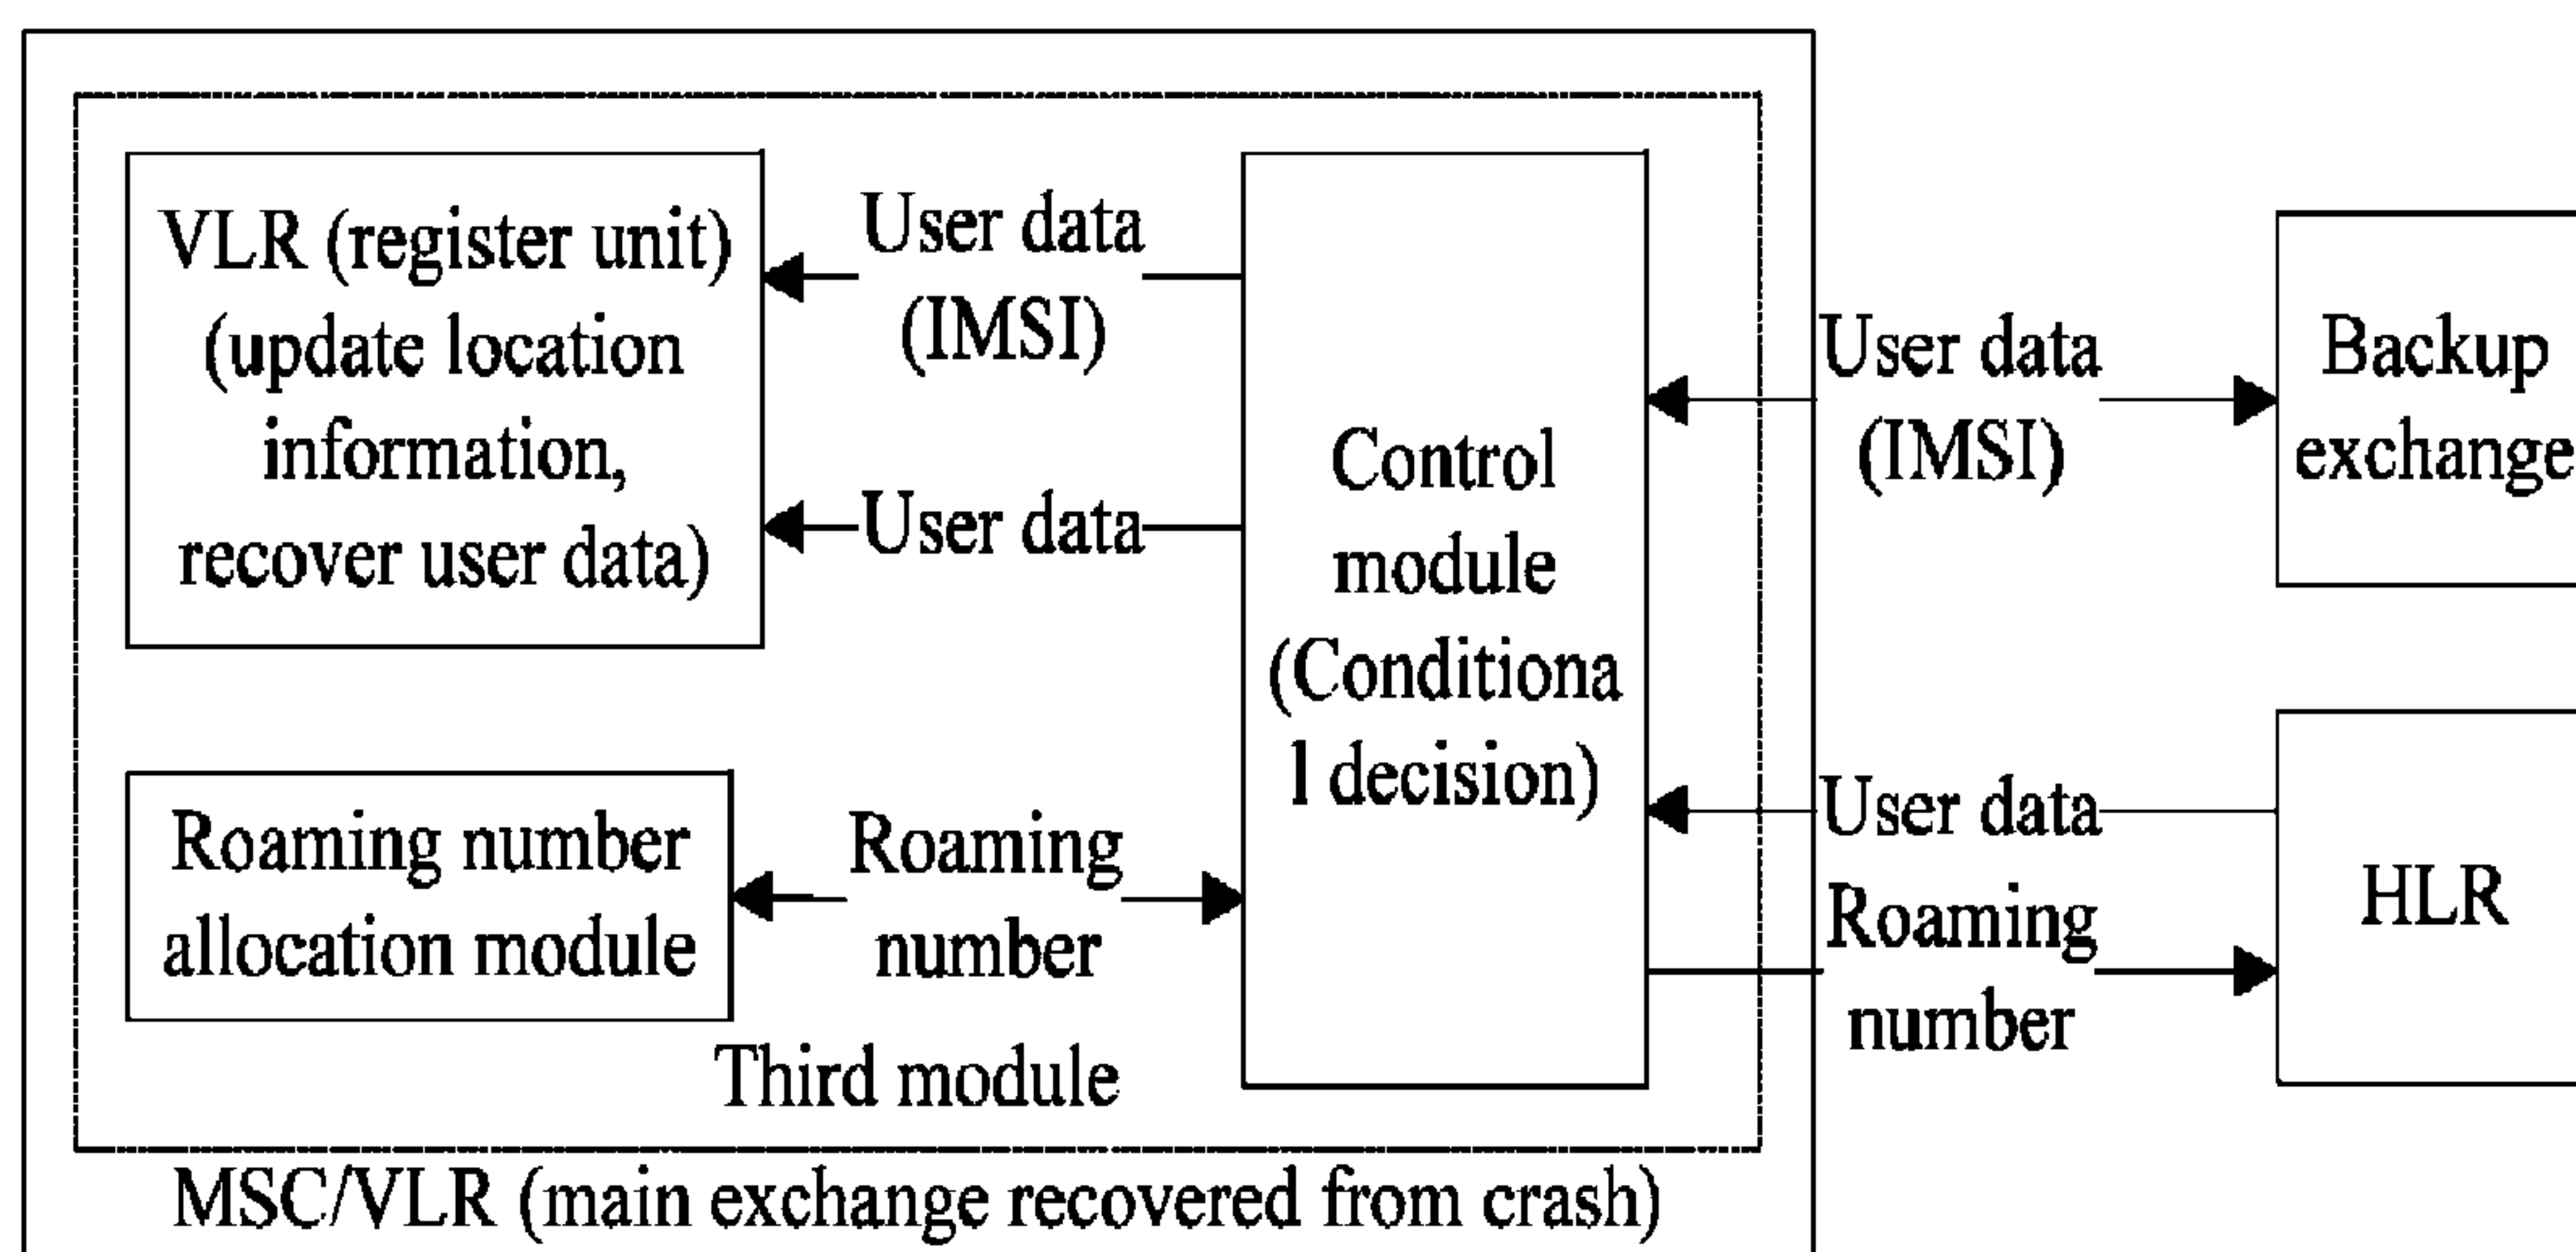 VLR (register unit)
(update location
information,
recover user data)
User data
(IMSI)
User data
Control
module
(Conditiona
l decision)
User data
(IMSI)
Backup
exchange
Roaming number
allocation module
Roaming
number
User data
Roaming
number
HLR
Third module
MSC/VLR (main exchange recovered from crash)